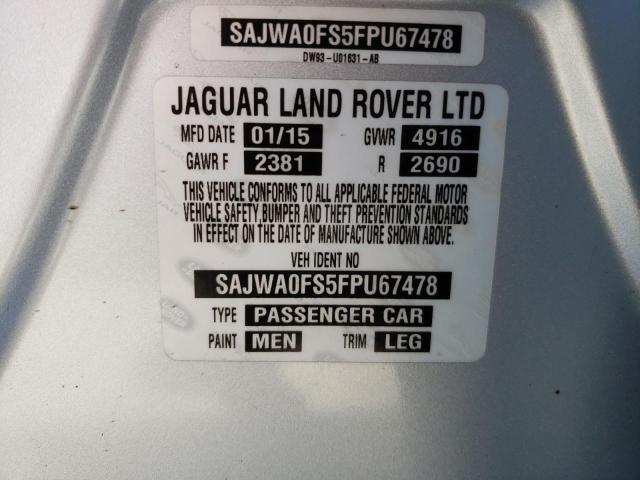 SAJWA0FS5FPU67478
DW93-U01631-AB
JAGUAR LAND ROVER LTD
MFD DATE 01/15 GVWR 4916
GAWR F 2381 R 2690
THIS VEHICLE CONFORMS TO ALL APPLICABLE FEDERAL MOTOR
VEHICLE SAFETY,BUMPER AND THEFT PREVENTION STANDARDS
IN EFFECT ON THE DATE OF MANUFACTURE SHOWN ABOVE.
VEH IDENT NO
SAJWA0FS5FPU67478
TYPE PASSENGER CAR
PAINT MEN TRIM LEG